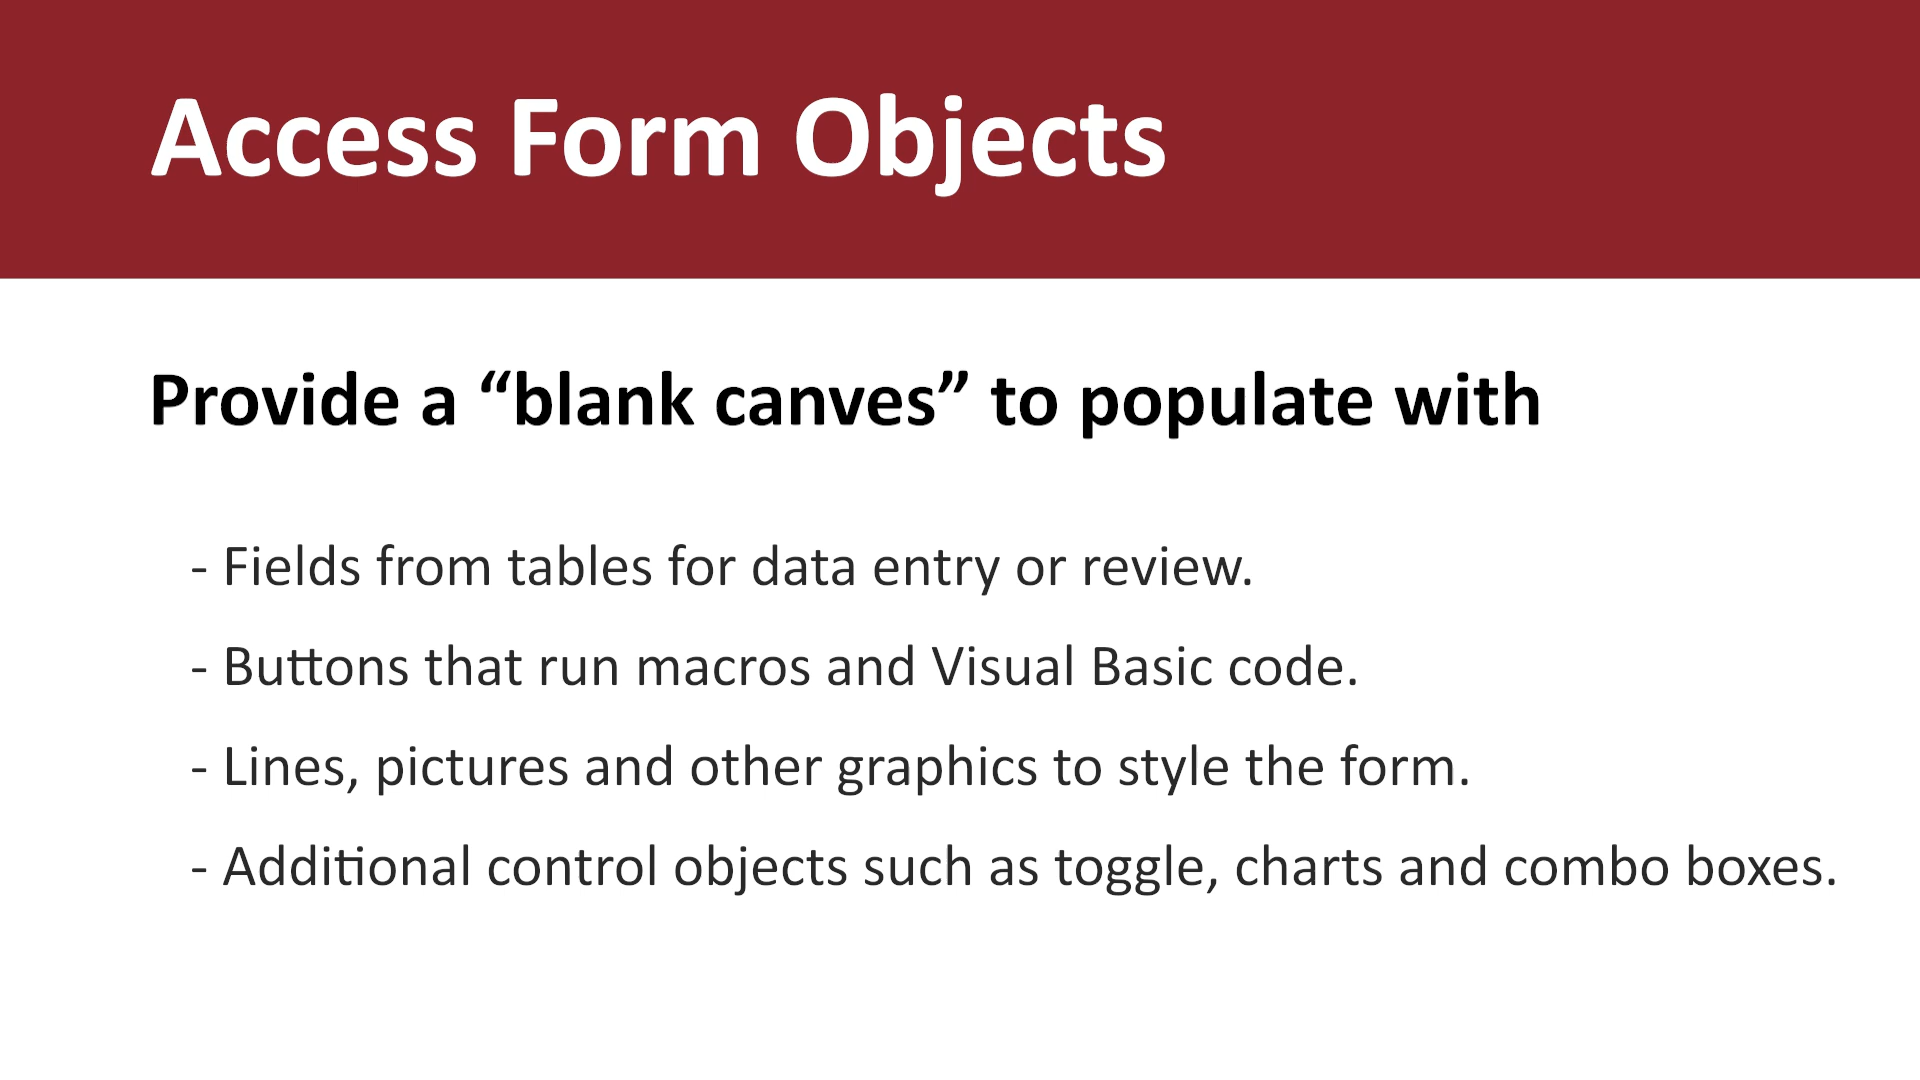 Access Form Objects
Provide a “blank canves” to populate with
- Fields from tables for data entry or review.
- Buttons that run macros and Visual Basic code.
- Lines, pictures and other graphics to style the form.
- Additional control objects such as toggle, charts and combo boxes.